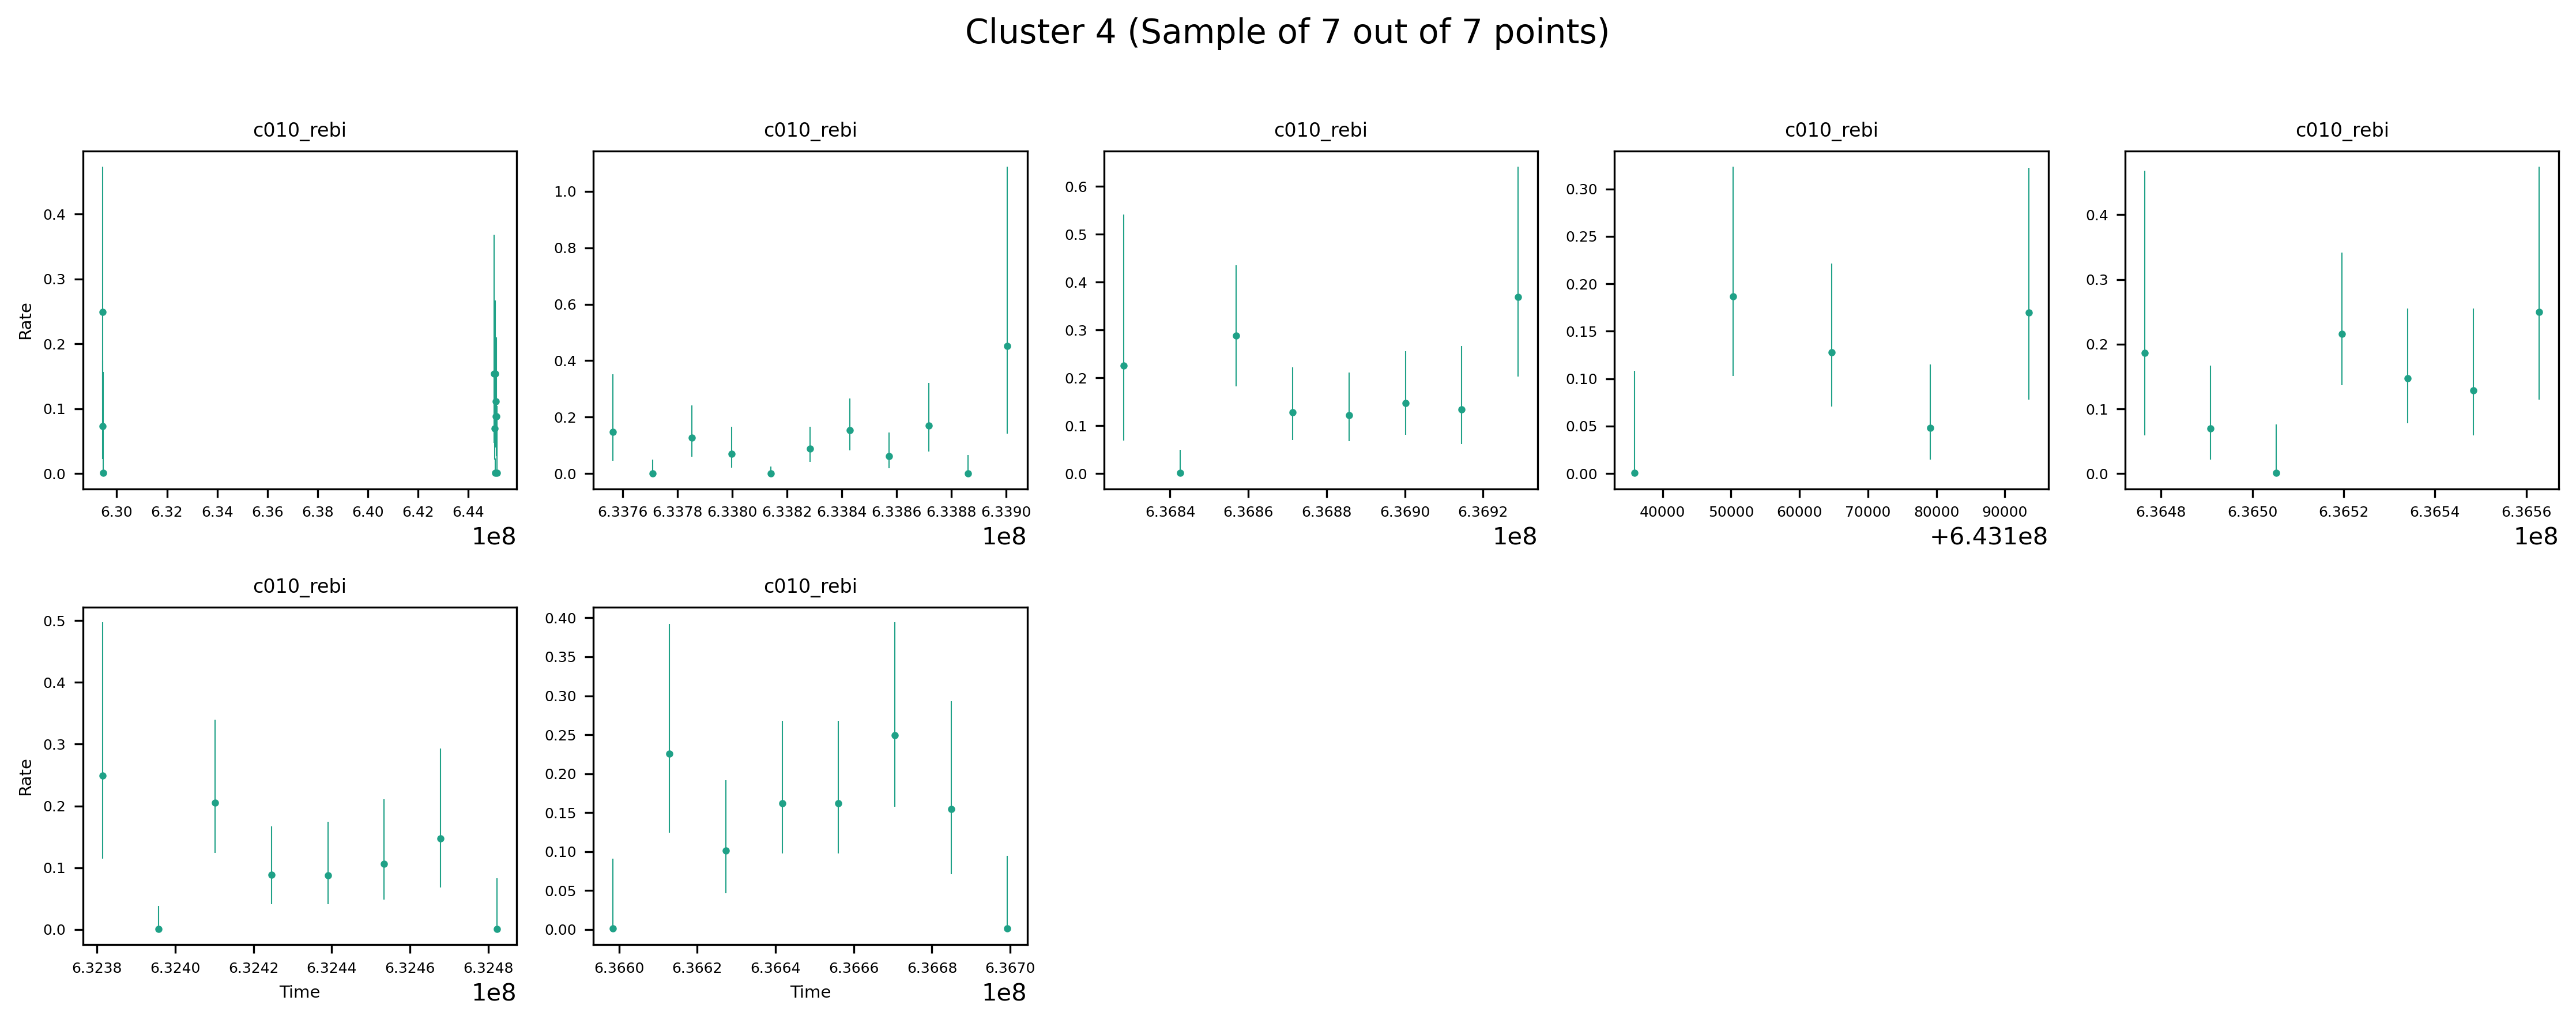 Cluster 4 (Sample of 7 out of 7 points)
c010_rebi
c010_rebi
c010_rebi
c010_rebi
c010_rebi
Rate
0.4
0.3
0.2
0.1
0.0
6.30 6.32 6.34 6.36 6.38 6.40 6.42 6.44
1e8
1.0
0.8
0.6
0.4
0.2
0.0
6.3376 6.3378 6.3380 6.3382 6.3384 6.3386 6.3388 6.3390
1e8
0.6
0.5
0.4
0.3
0.2
0.1
0.0
6.3684 6.3686 6.3688 6.3690 6.3692
1e8
0.30
0.25
0.20
0.15
0.10
0.05
0.00
40000 50000 60000 70000 80000 90000
+6.431e8
0.4
0.3
0.2
0.1
0.0
6.3648 6.3650 6.3652 6.3654 6.3656
1e8
c010_rebi
c010_rebi
Rate
0.5
0.4
0.3
0.2
0.1
0.0
6.3238 6.3240 6.3242 6.3244 6.3246 6.3248
Time
1e8
0.40
0.35
0.30
0.25
0.20
0.15
0.10
0.05
0.00
6.3660 6.3662 6.3664 6.3666 6.3668 6.3670
Time
1e8